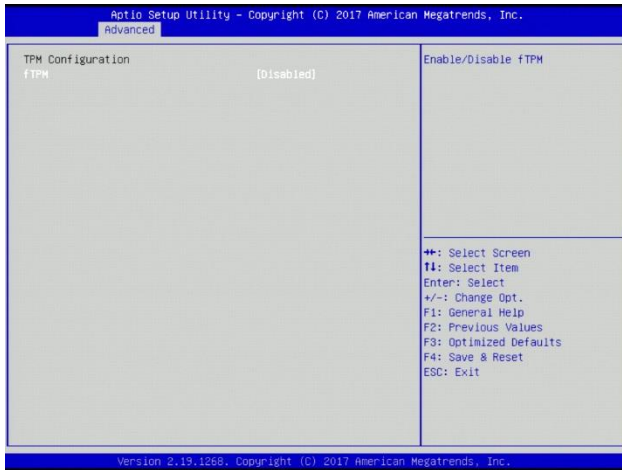 Aptio Setup Utility – Copyright (C) 2017 American Megatrends, Inc.
Advanced
TPM Configuration
fTPM [Disabled]
Enable/Disable fTPM
→←: Select Screen
↑↓: Select Item
Enter: Select
+/-: Change Opt.
F1: General Help
F2: Previous Values
F3: Optimized Defaults
F4: Save & Reset
ESC: Exit
Version 2.19.1268. Copyright (C) 2017 American Megatrends, Inc.